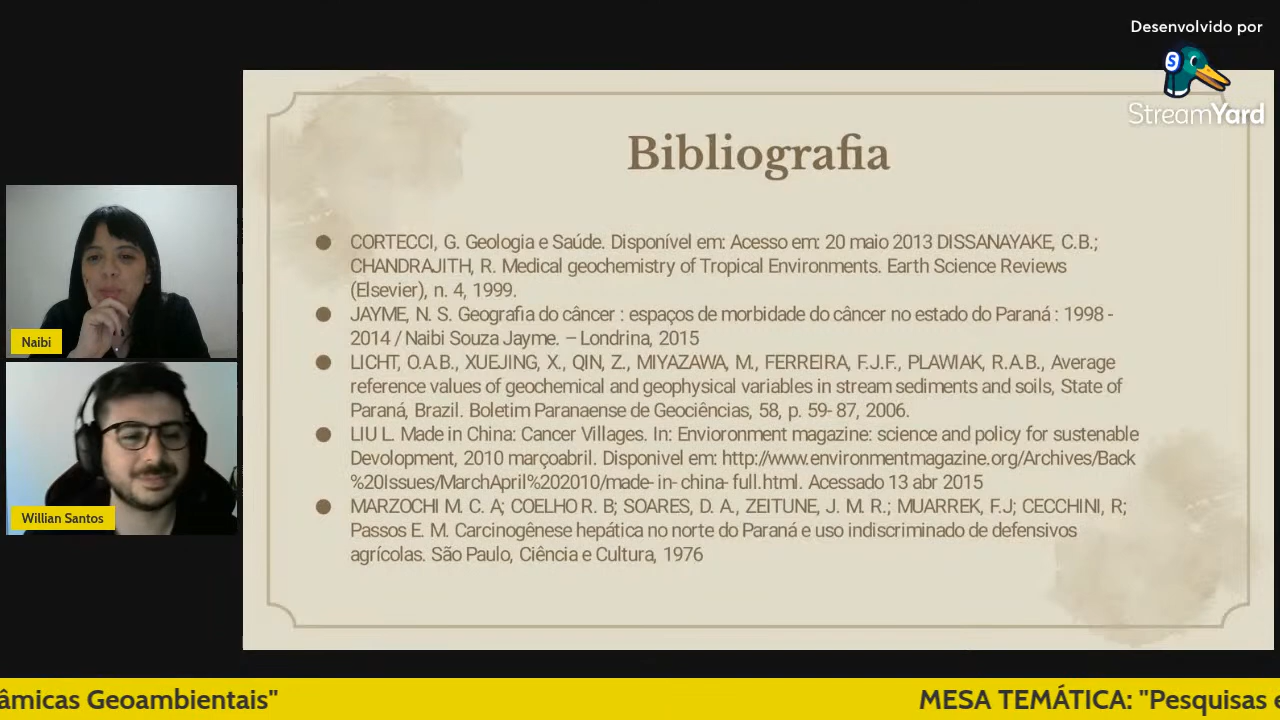 Desenvolvido por
StreamYard
Bibliografia
● CORTECCI, G. Geologia e Saúde. Disponível em: Acesso em: 20 maio 2013 DISSANAYAKE, C.B.;
CHANDRAJITH, R. Medical geochemistry of Tropical Environments. Earth Science Reviews
(Elsevier), n. 4, 1999.
● JAYME, N. S. Geografia do câncer : espaços de morbidade do câncer no estado do Paraná : 1998 -
2014 / Naibi Souza Jayme. – Londrina, 2015
● LICHT, O.A.B., XUEJING, X., QIN, Z., MIYAZAWA, M., FERREIRA, F.J.F., PLAWIAK, R.A.B., Average
reference values of geochemical and geophysical variables in stream sediments and soils, State of
Paraná, Brazil. Boletim Paranaense de Geociências, 58, p. 59- 87, 2006.
● LIU L. Made in China: Cancer Villages. In: Envioronment magazine: science and policy for sustenable
Devolopment, 2010 marçoabril. Disponivel em: http://www.environmentmagazine.org/Archives/Back
%20Issues/MarchApril%202010/made- in- china- full.html. Acessado 13 abr 2015
● MARZOCHI M. C. A; COELHO R. B; SOARES, D. A., ZEITUNE, J. M. R.; MUARREK, F.J; CECCHINI, R;
Passos E. M. Carcinogênese hepática no norte do Paraná e uso indiscriminado de defensivos
agrícolas. São Paulo, Ciência e Cultura, 1976
Naibi
Willian Santos
âmicas Geoambientais" MESA TEMÁTICA: "Pesquisas e